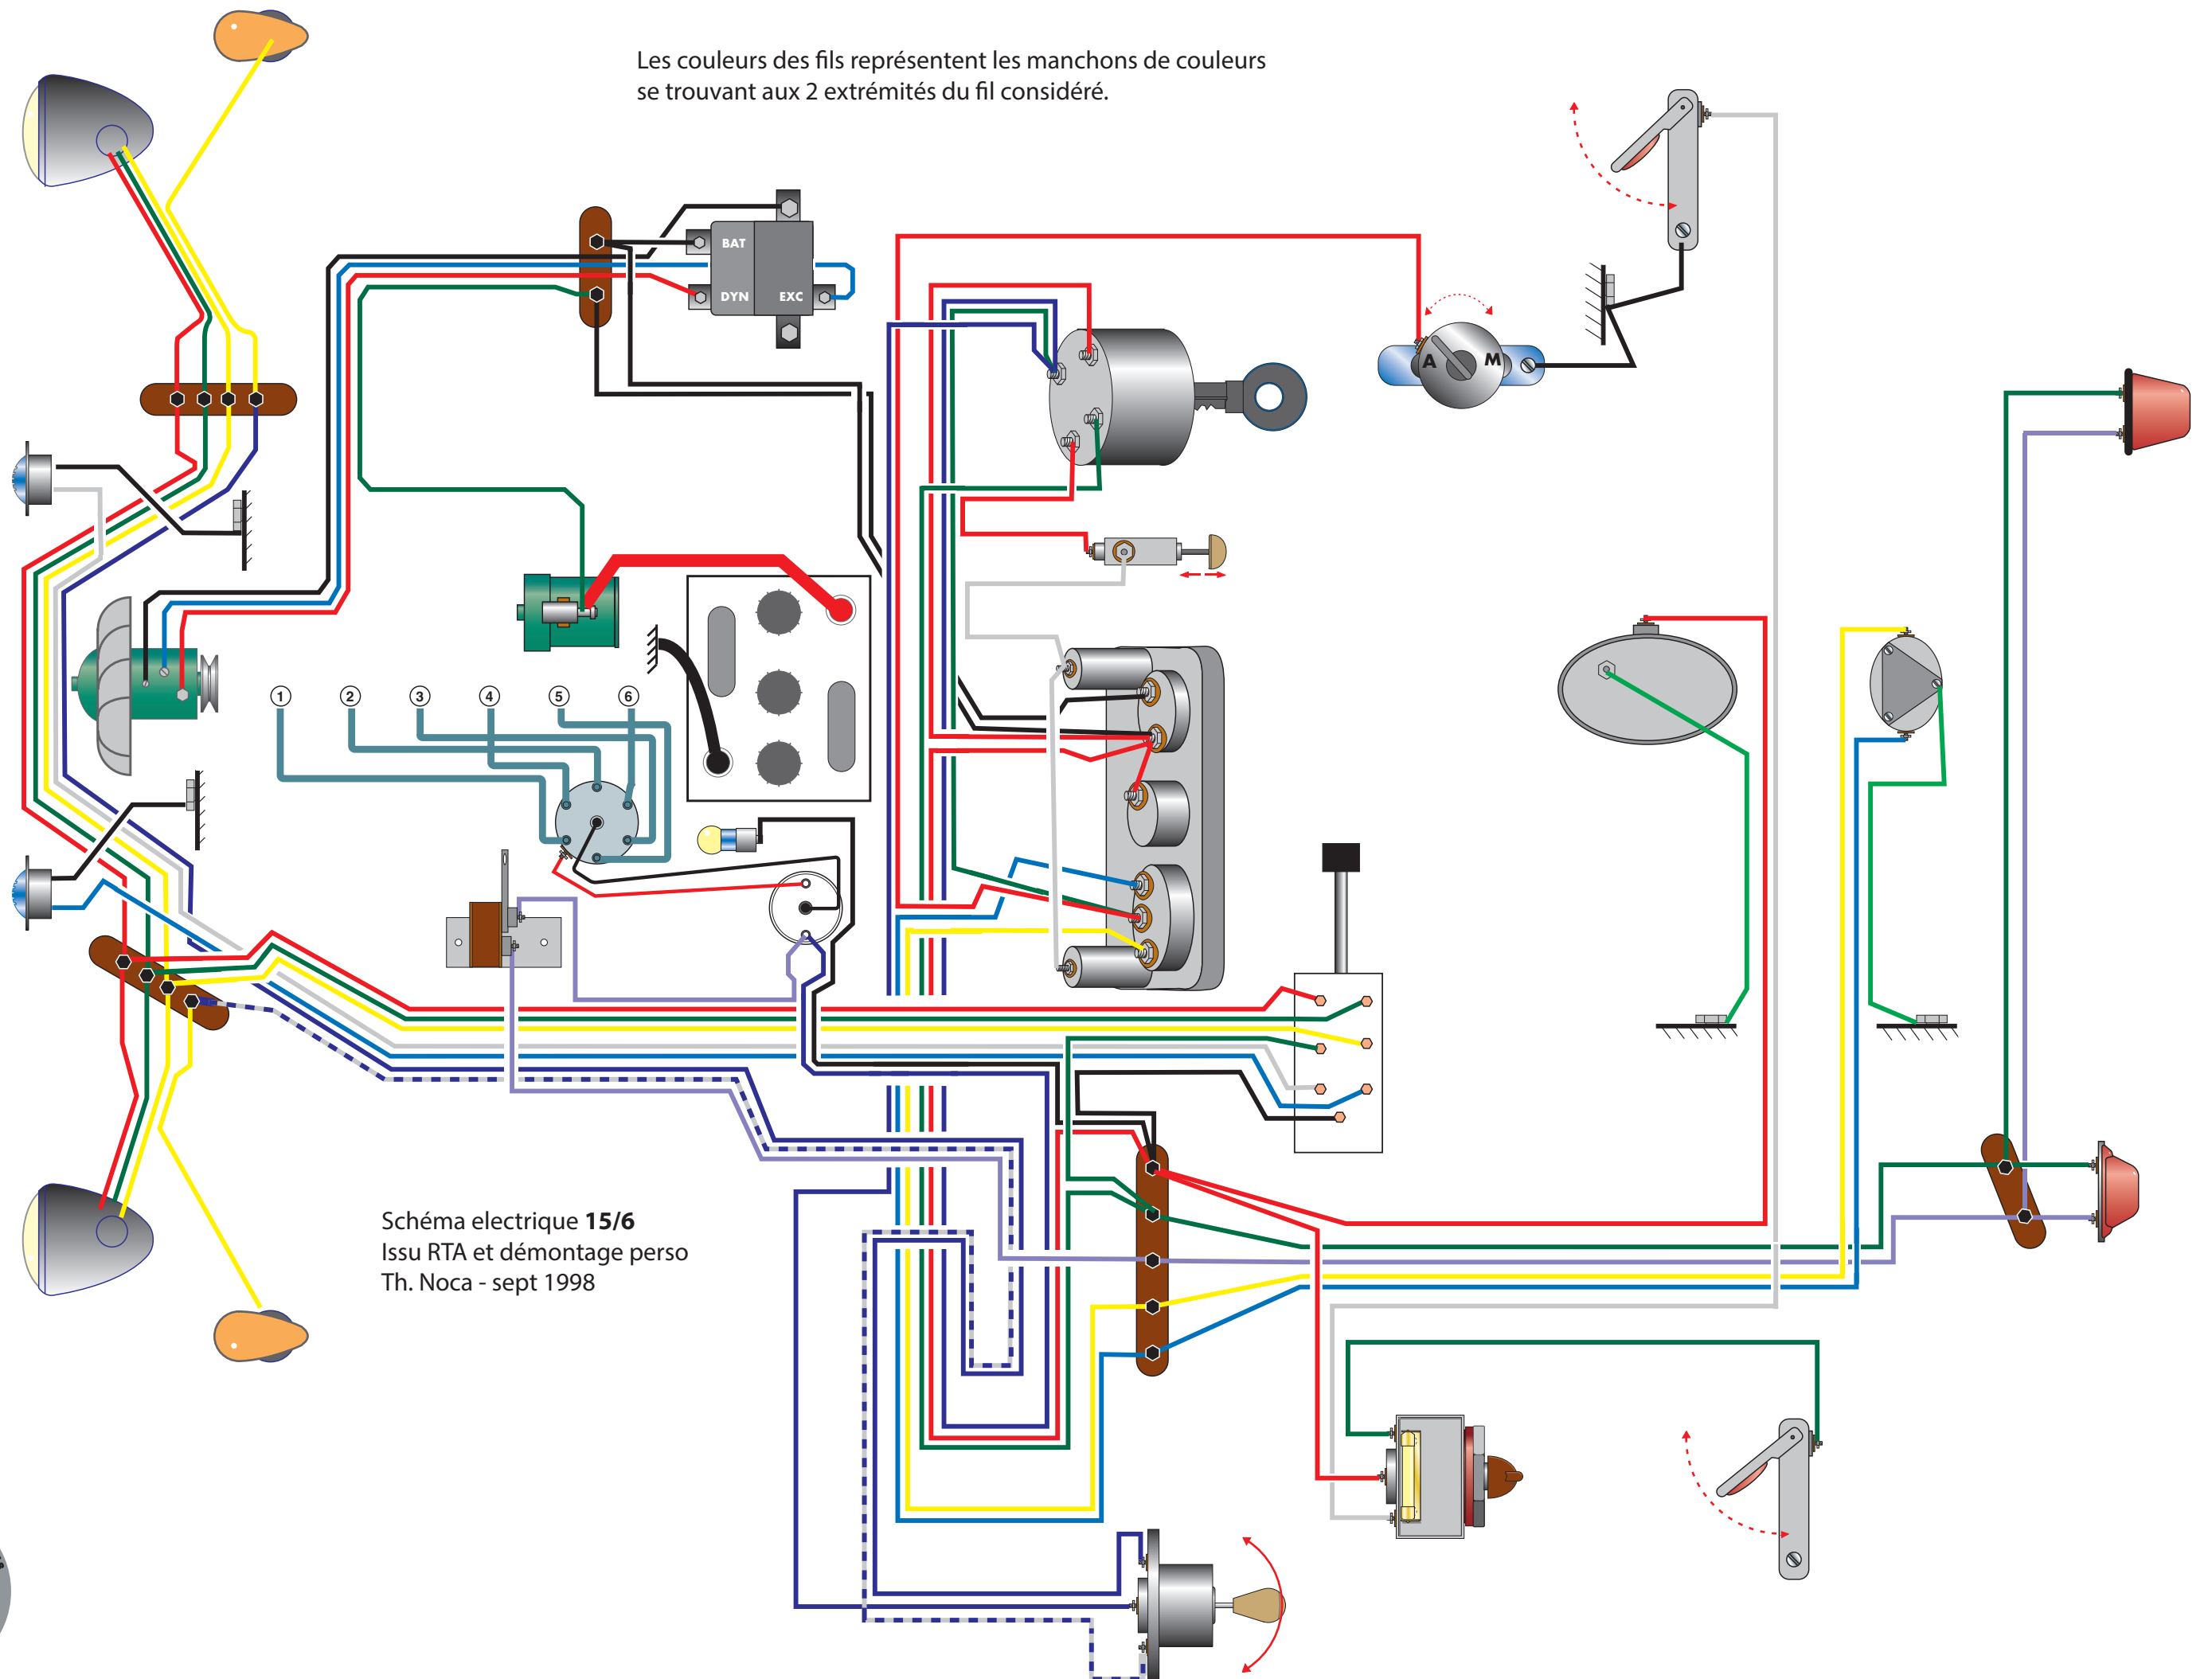 Les couleurs des fils représentent les manchons de couleurs
se trouvant aux 2 extrémités du fil considéré.
BAT
DYN EXC
A M
1 2 3 4 5 6
Schéma electrique 15/6
Issu RTA et démontage perso
Th. Noca - sept 1998